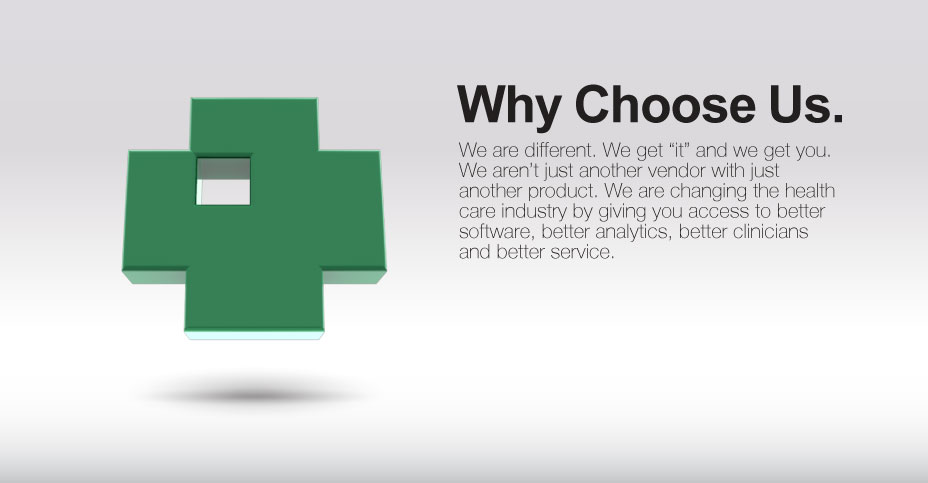 Why Choose Us.
We are different. We get “it” and we get you.
We aren’t just another vendor with just
another product. We are changing the health
care industry by giving you access to better
software, better analytics, better clinicians
and better service.